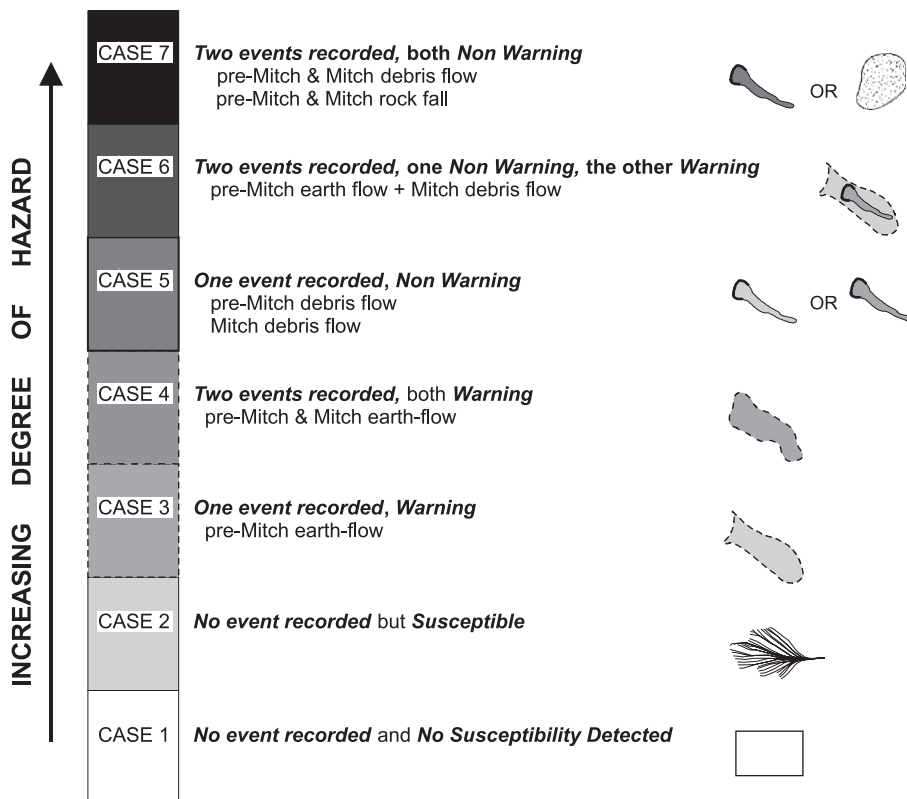 INCREASING DEGREE OF HAZARD
CASE 7
Two events recorded, both Non Warning
pre-Mitch & Mitch debris flow
pre-Mitch & Mitch rock fall
OR
CASE 6
Two events recorded, one Non Warning, the other Warning
pre-Mitch earth flow + Mitch debris flow
CASE 5
One event recorded, Non Warning
pre-Mitch debris flow
Mitch debris flow
OR
CASE 4
Two events recorded, both Warning
pre-Mitch & Mitch earth-flow
CASE 3
One event recorded, Warning
pre-Mitch earth-flow
CASE 2
No event recorded but Susceptible
CASE 1
No event recorded and No Susceptibility Detected